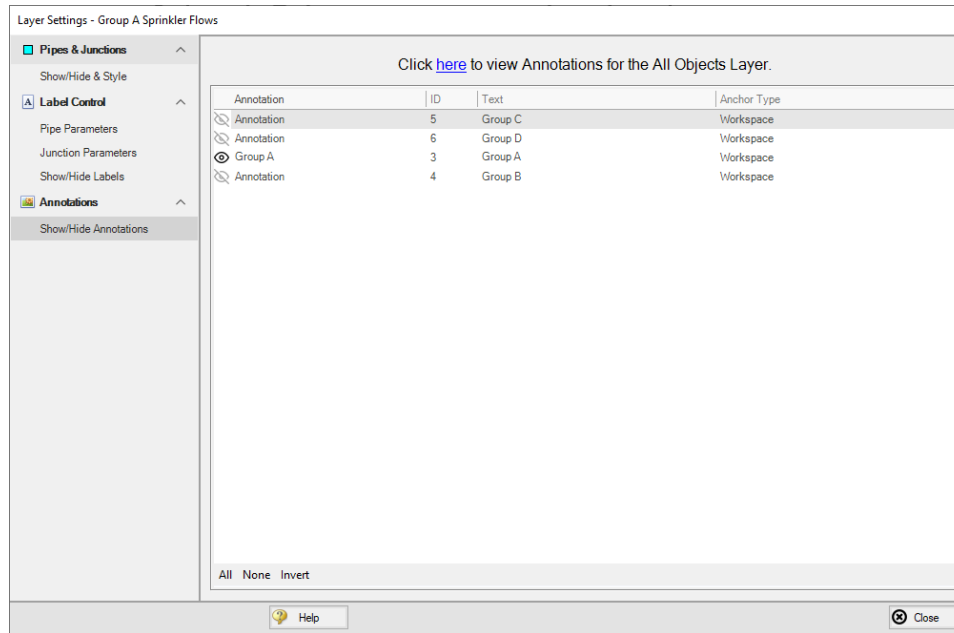 Layer Settings - Group A Sprinkler Flows
Pipes & Junctions
Show/Hide & Style
A Label Control
Pipe Parameters
Junction Parameters
Show/Hide Labels
Annotations
Show/Hide Annotations
Click here to view Annotations for the All Objects Layer.
Annotation ID Text Anchor Type
Annotation 5 Group C Workspace
Annotation 6 Group D Workspace
Group A 3 Group A Workspace
Annotation 4 Group B Workspace
All None Invert
Help
Close